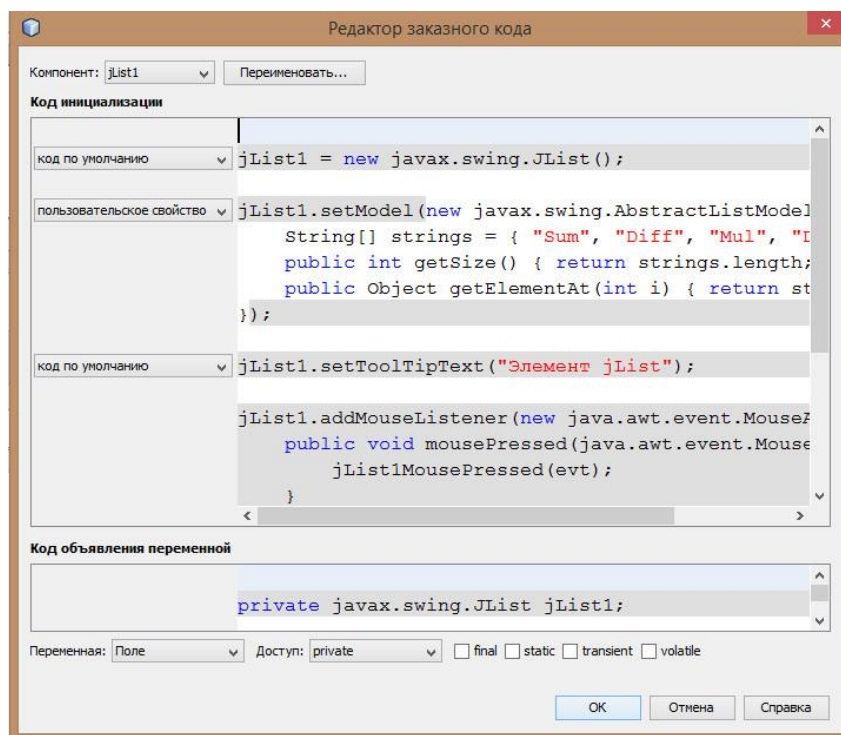 Редактор заказного кода
Компонент: jList1 Переименовать...
Код инициализации
код по умолчанию jList1 = new javax.swing.JList();
пользовательское свойство jList1.setModel(new javax.swing.AbstractListModel
String[] strings = { "Sum", "Diff", "Mul", "
public int getSize() { return strings.length;
public Object getElementAt(int i) { return st
});
код по умолчанию jList1.setToolTipText("Элемент jList");
jList1.addMouseListener(new java.awt.event.MouseA
public void mousePressed(java.awt.event.Mouse
jList1MousePressed(evt);
}
Код объявления переменной
private javax.swing.JList jList1;
Переменная: Поле Доступ: private final static transient volatile
OK Отмена Справка